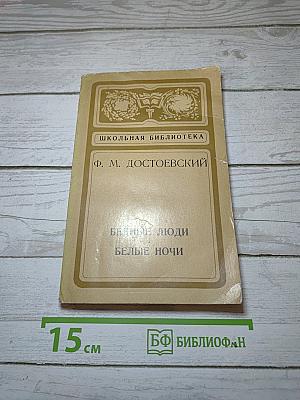 ШКОЛЬНАЯ БИБЛИОТЕКА
Ф. М. ДОСТОЕВСКИЙ
БЕДНЫЕ ЛЮДИ
БЕЛЫЕ НОЧИ
15 см
БФ БИБЛИОФАН